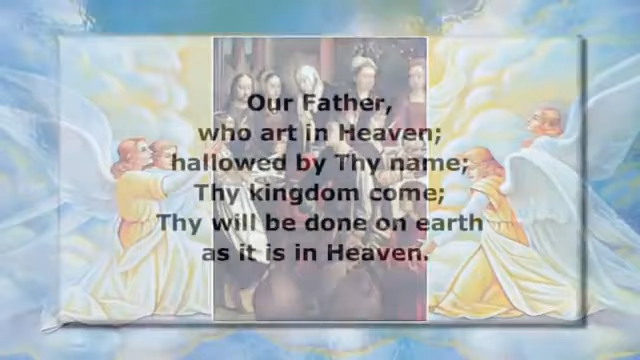 Our Father,
who art in Heaven;
hallowed by Thy name;
Thy kingdom come;
Thy will be done on earth
as it is in Heaven.